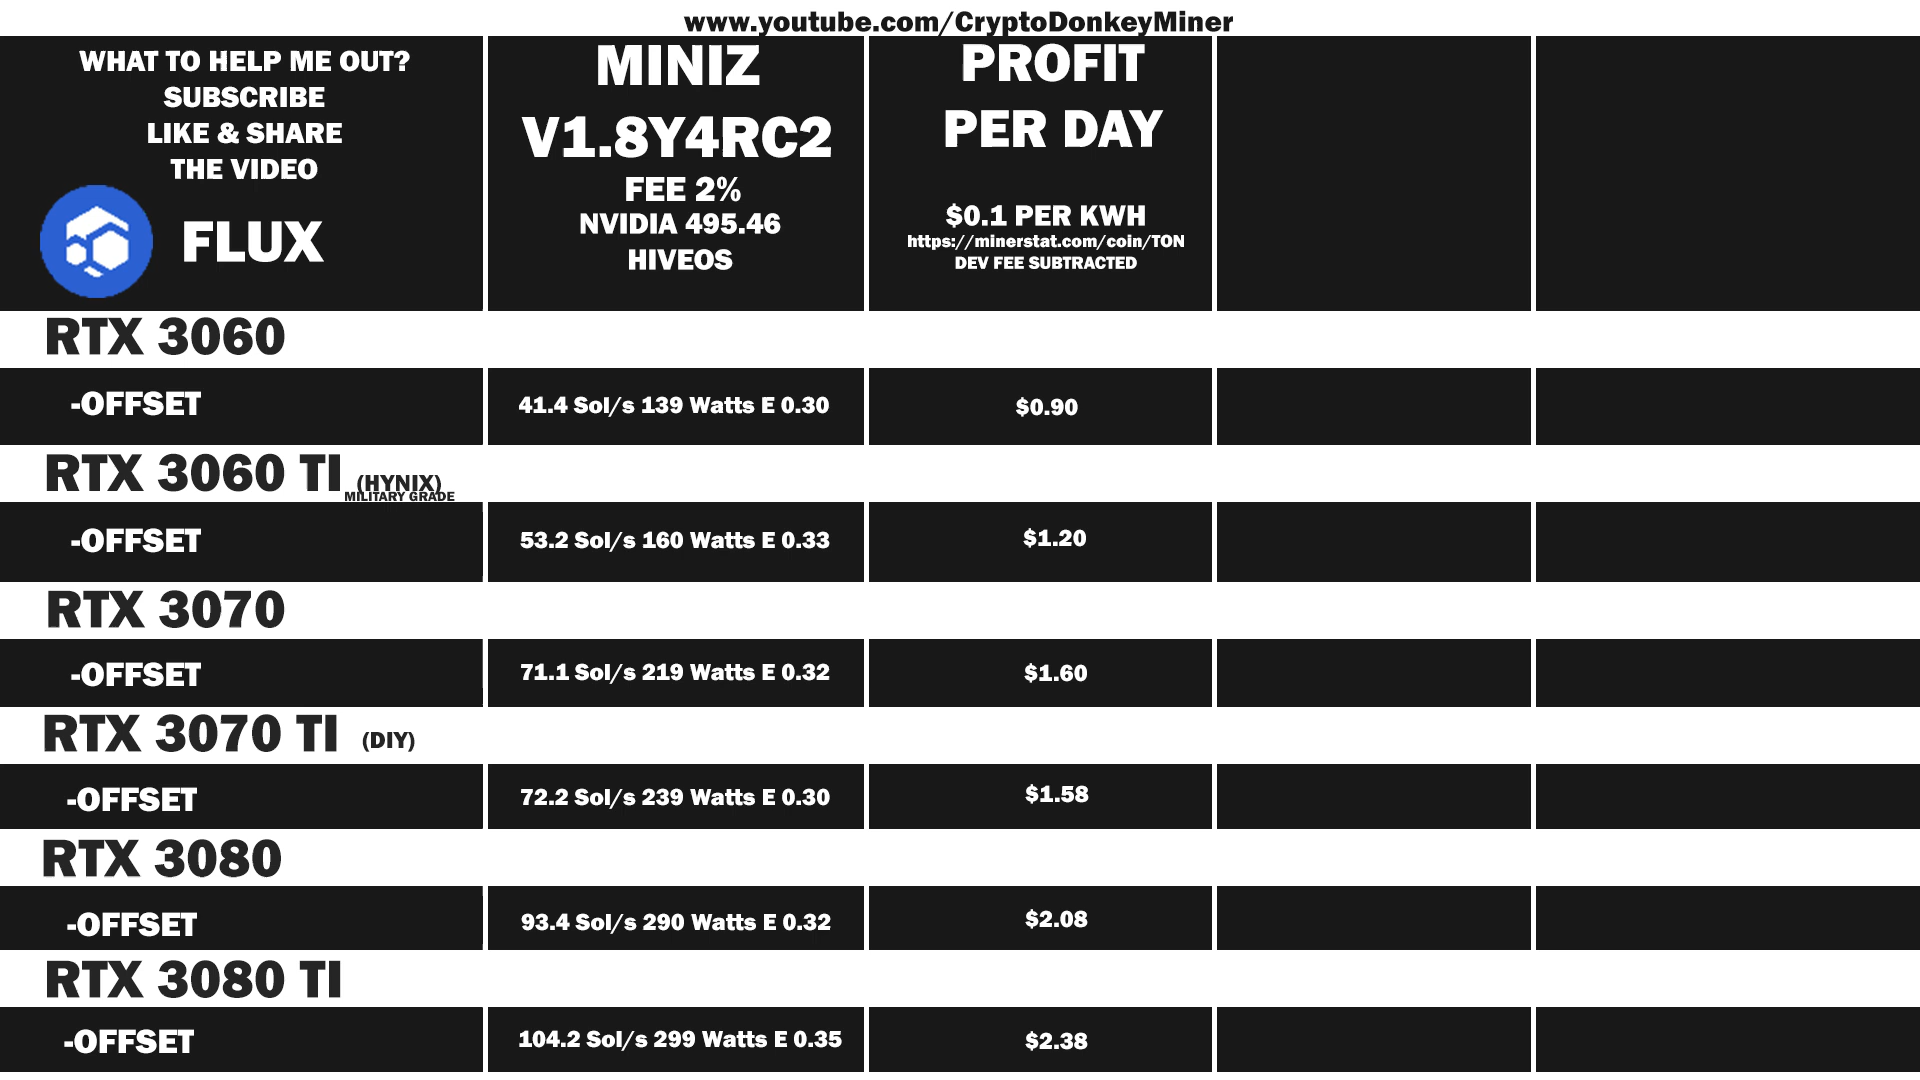 www.youtube.com/CryptoDonkeyMiner
WHAT TO HELP ME OUT?
SUBSCRIBE
LIKE & SHARE
THE VIDEO
FLUX
MINIZ
V1.8Y4RC2
FEE 2%
NVIDIA 495.46
HIVEOS
PROFIT
PER DAY
$0.1 PER KWH
https://minerstat.com/coin/TON
DEV FEE SUBTRACTED
RTX 3060
-OFFSET
41.4 Sol/s 139 Watts E 0.30
$0.90
RTX 3060 TI (HYNIX)
MILITARY GRADE
-OFFSET
53.2 Sol/s 160 Watts E 0.33
$1.20
RTX 3070
-OFFSET
71.1 Sol/s 219 Watts E 0.32
$1.60
RTX 3070 TI (DIY)
-OFFSET
72.2 Sol/s 239 Watts E 0.30
$1.58
RTX 3080
-OFFSET
93.4 Sol/s 290 Watts E 0.32
$2.08
RTX 3080 TI
-OFFSET
104.2 Sol/s 299 Watts E 0.35
$2.38